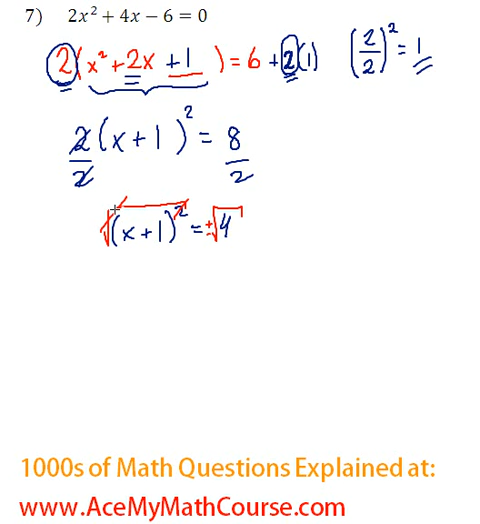 7) 2x² + 4x − 6 = 0
2(x² + 2x + 1) = 6 + 2(1) (2/2)² = 1
2(x + 1)² = 8
2 2
√(x + 1)² = ±√4
1000s of Math Questions Explained at:
www.AceMyMathCourse.com